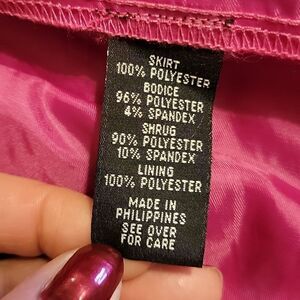 SKIRT
100% POLYESTER
BODICE
96% POLYESTER
4% SPANDEX
SHRUG
90% POLYESTER
10% SPANDEX
LINING
100% POLYESTER
MADE IN
PHILIPPINES
SEE OVER
FOR CARE